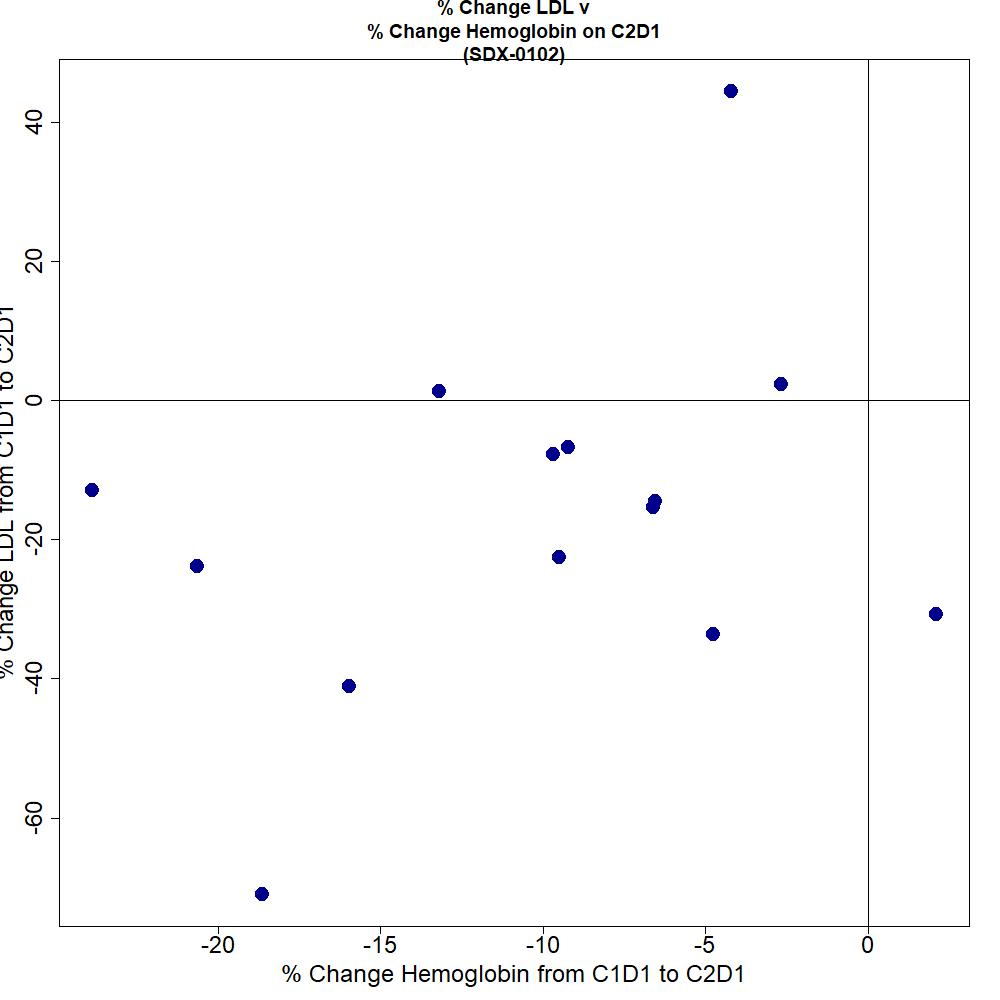 % Change LDL v
% Change Hemoglobin on C2D1
(SDX-0102)
% Change LDL from C1D1 to C2D1
40
20
0
-20
-40
-60
-20
-15
-10
-5
0
% Change Hemoglobin from C1D1 to C2D1